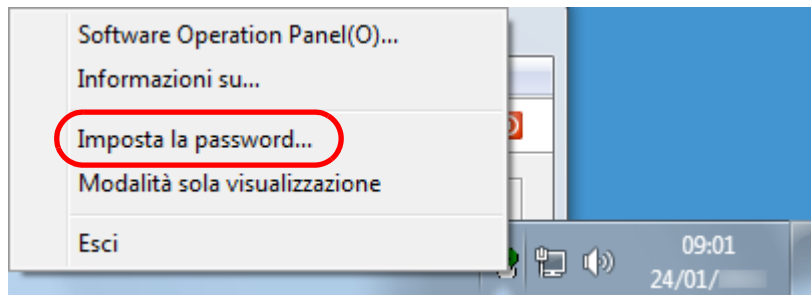 Software Operation Panel(O)...
Informazioni su...
Imposta la password...
Modalità sola visualizzazione
Esci
09:01
24/01/